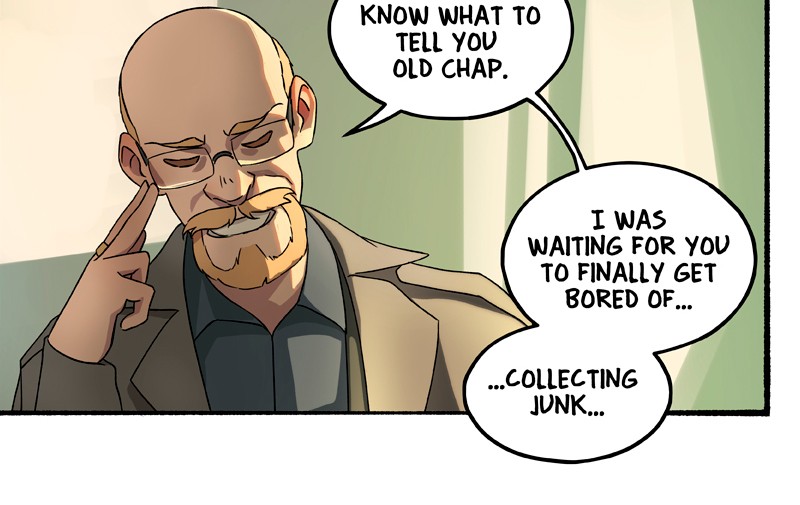 KNOW WHAT TO
TELL YOU
OLD CHAP.
I WAS
WAITING FOR YOU
TO FINALLY GET
BORED OF...
...COLLECTING
JUNK...